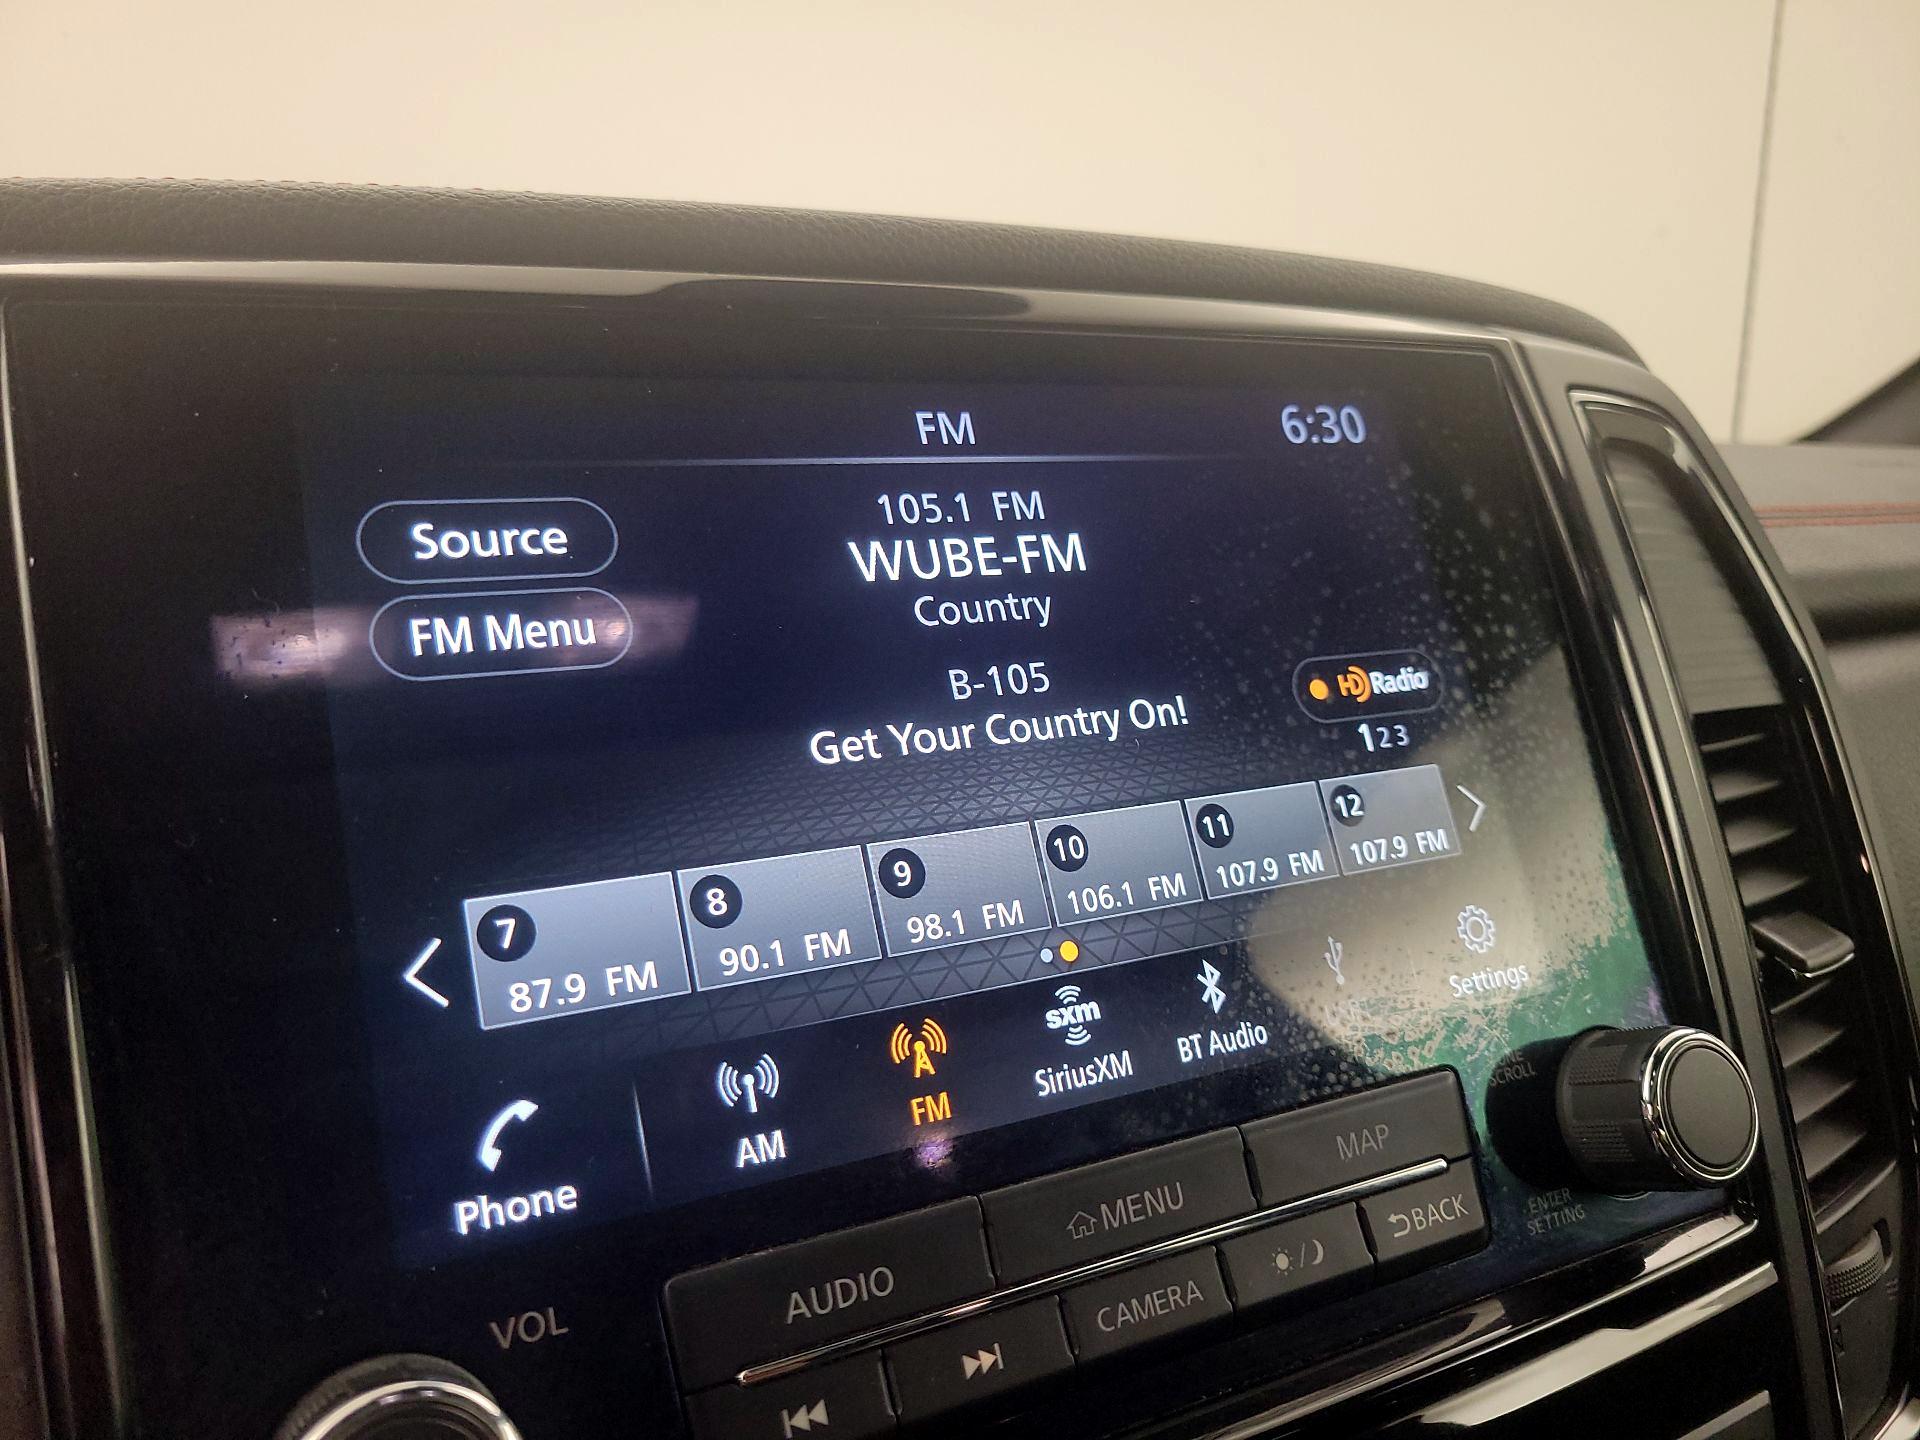 FM
6:30
Source
105.1 FM
WUBE-FM
FM Menu
Country
B-105
HD Radio
Get Your Country On!
1 2 3
7
87.9 FM
8
90.1 FM
9
98.1 FM
10
106.1 FM
11
107.9 FM
12
107.9 FM
Phone
AM
FM
sxm
SiriusXM
BT Audio
Settings
SCROLL
ENTER
SETTING
VOL
AUDIO
MENU
MAP
CAMERA
BACK